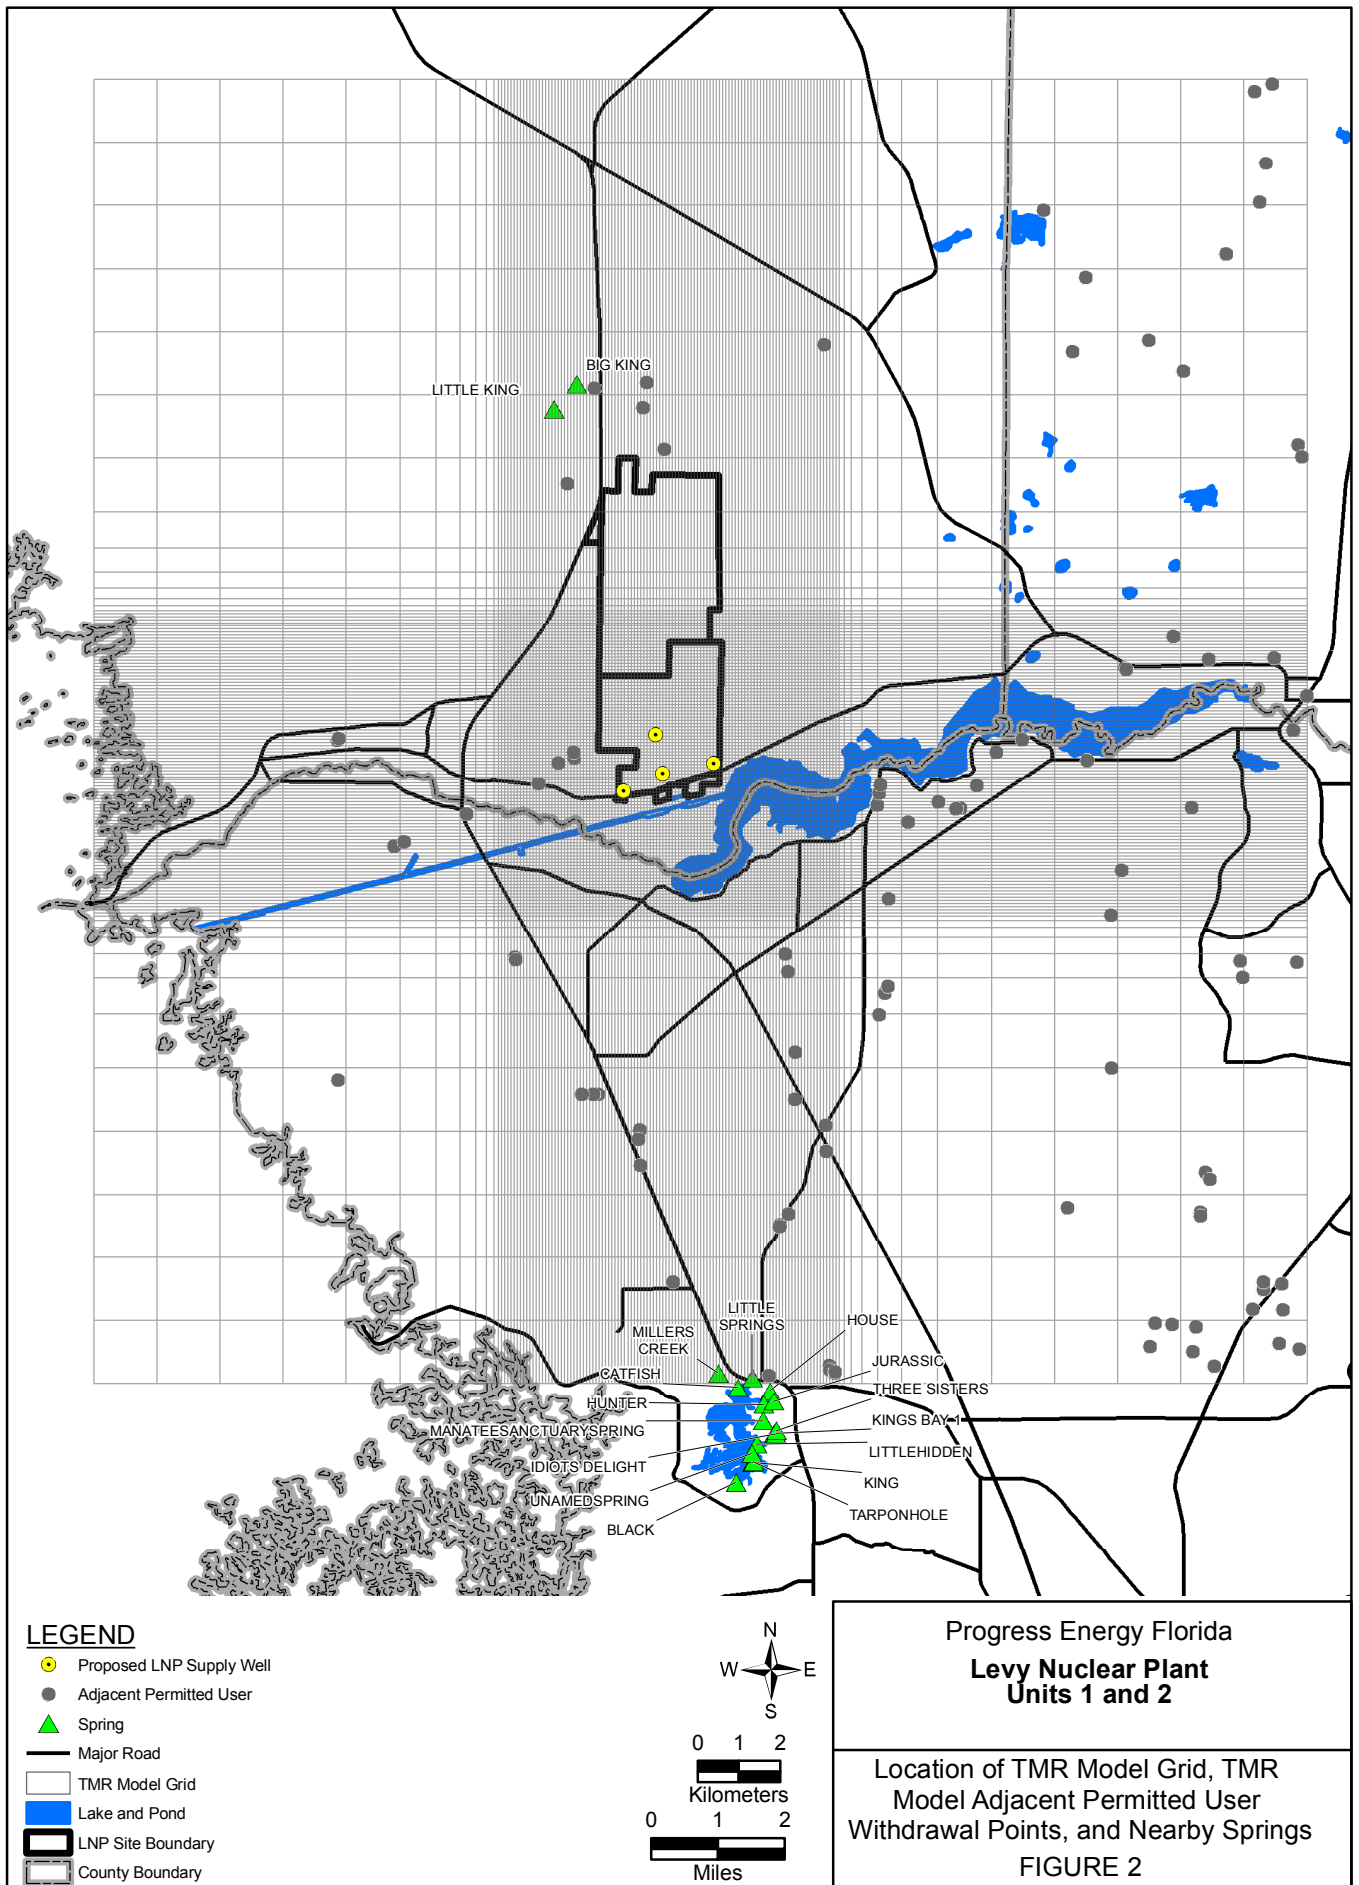 BIG KING
LITTLE KING
LITTLE
SPRINGS
HOUSE
MILLERS
CREEK
JURASSIC
CATFISH
THREE SISTERS
HUNTER
KINGS BAY 1
MANATEESANCTUARYSPRING
LITTLEHIDDEN
IDIOTS DELIGHT
KING
UNAMEDSPRING
TARPONHOLE
BLACK
LEGEND
Proposed LNP Supply Well
Adjacent Permitted User
Spring
Major Road
TMR Model Grid
Lake and Pond
LNP Site Boundary
County Boundary
N
W E
S
0 1 2
Kilometers
0 1 2
Miles
Progress Energy Florida
Levy Nuclear Plant
Units 1 and 2
Location of TMR Model Grid, TMR
Model Adjacent Permitted User
Withdrawal Points, and Nearby Springs
FIGURE 2